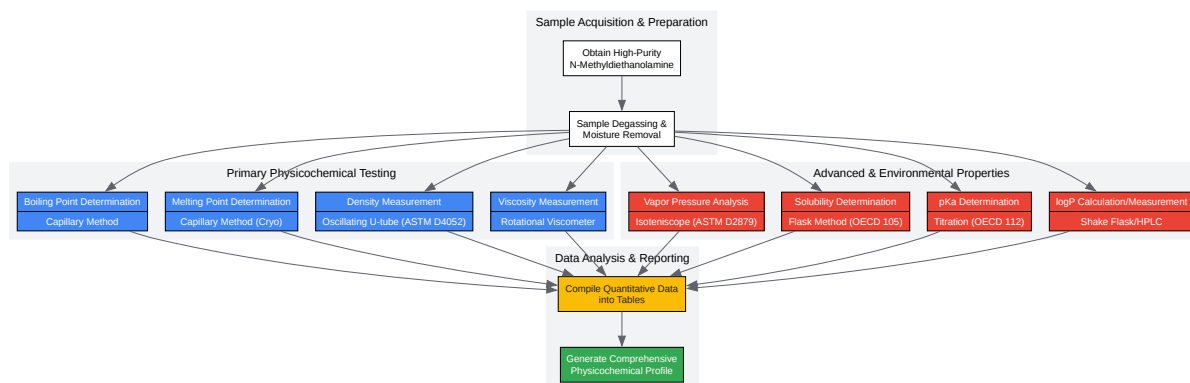 Sample Acquisition & Preparation
Obtain High-Purity
N-Methyldiethanolamine
Sample Degassing &
Moisture Removal
Primary Physicochemical Testing
Boiling Point Determination
Capillary Method
Melting Point Determination
Capillary Method (Cryo)
Density Measurement
Oscillating U-tube (ASTM D4052)
Viscosity Measurement
Rotational Viscometer
Advanced & Environmental Properties
Vapor Pressure Analysis
Isoteniscope (ASTM D2879)
Solubility Determination
Flask Method (OECD 105)
pKa Determination
Titration (OECD 112)
logP Calculation/Measurement
Shake Flask/HPLC
Data Analysis & Reporting
Compile Quantitative Data
into Tables
Generate Comprehensive
Physicochemical Profile